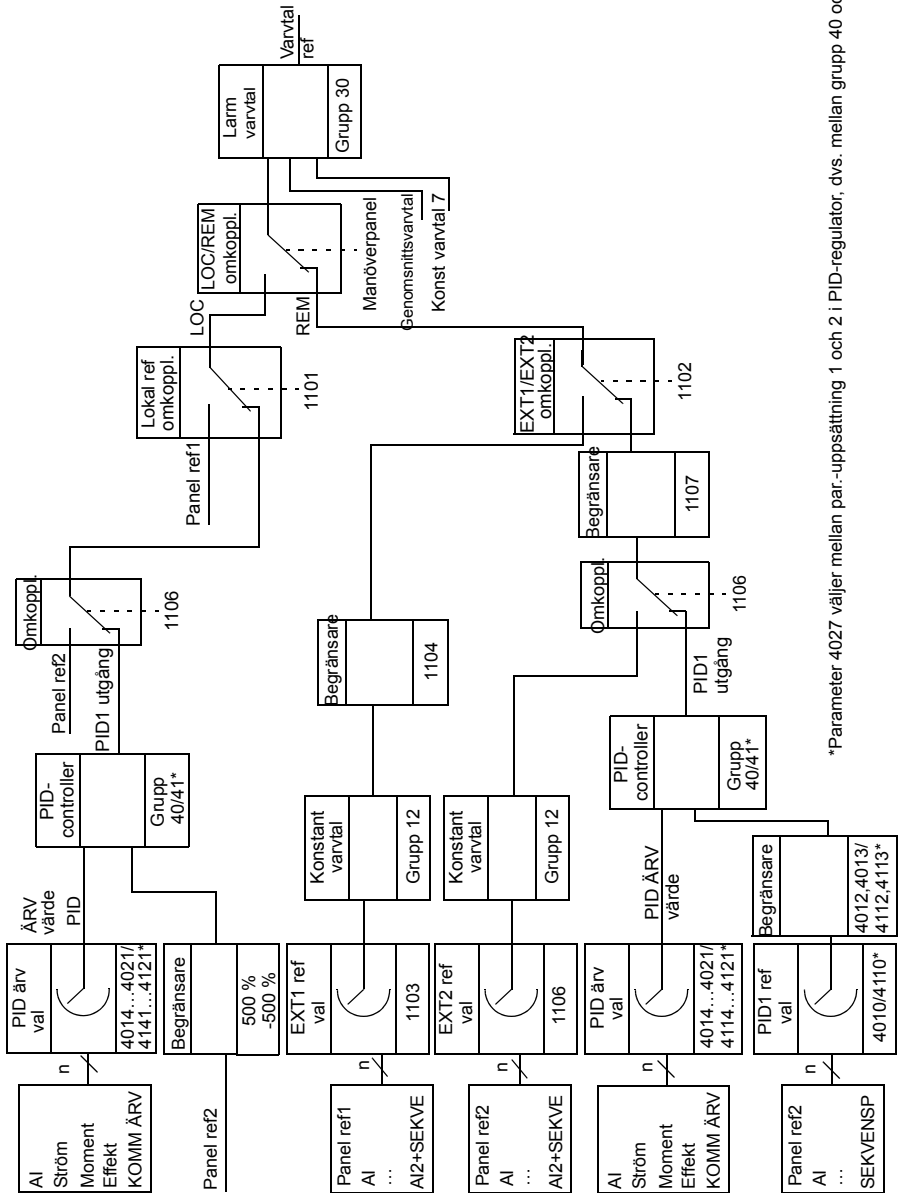 AI
Ström
Moment
Effekt
KOMM ÄRV
n
PID ärv
val
4014...4021/
4141...4121*
ÄRV
värde
PID
PID-
controller
Grupp
40/41*
Panel ref2
Begränsare
500 %
-500 %
Panel ref2
PID1 utgång
Omkoppl.
1106
Panel ref1
Lokal ref
omkoppl.
1101
LOC
REM
LOC/REM
omkoppl.
Manöverpanel
Genomsnittsvarvtal
Konst varvtal 7
Larm
varvtal
Grupp 30
Varvtal
ref
Panel ref1
AI
...
AI2+SEKVE
n
EXT1 ref
val
1103
Konstant
varvtal
Grupp 12
Begränsare
1104
EXT1/EXT2
omkoppl.
1102
Panel ref2
AI
...
AI2+SEKVE
n
EXT2 ref
val
1106
Konstant
varvtal
Grupp 12
Omkoppl.
1106
Begränsare
1107
AI
Ström
Moment
Effekt
KOMM ÄRV
n
PID ärv
val
4014...4021/
4114...4121*
PID ÄRV
värde
PID-
controller
Grupp
40/41*
PID1
utgång
Panel ref2
AI
...
SEKVENSP
n
PID1 ref
val
4010/4110*
Begränsare
4012,4013/
4112,4113*
*Parameter 4027 väljer mellan par.-uppsättning 1 och 2 i PID-regulator, dvs. mellan grupp 40 oc